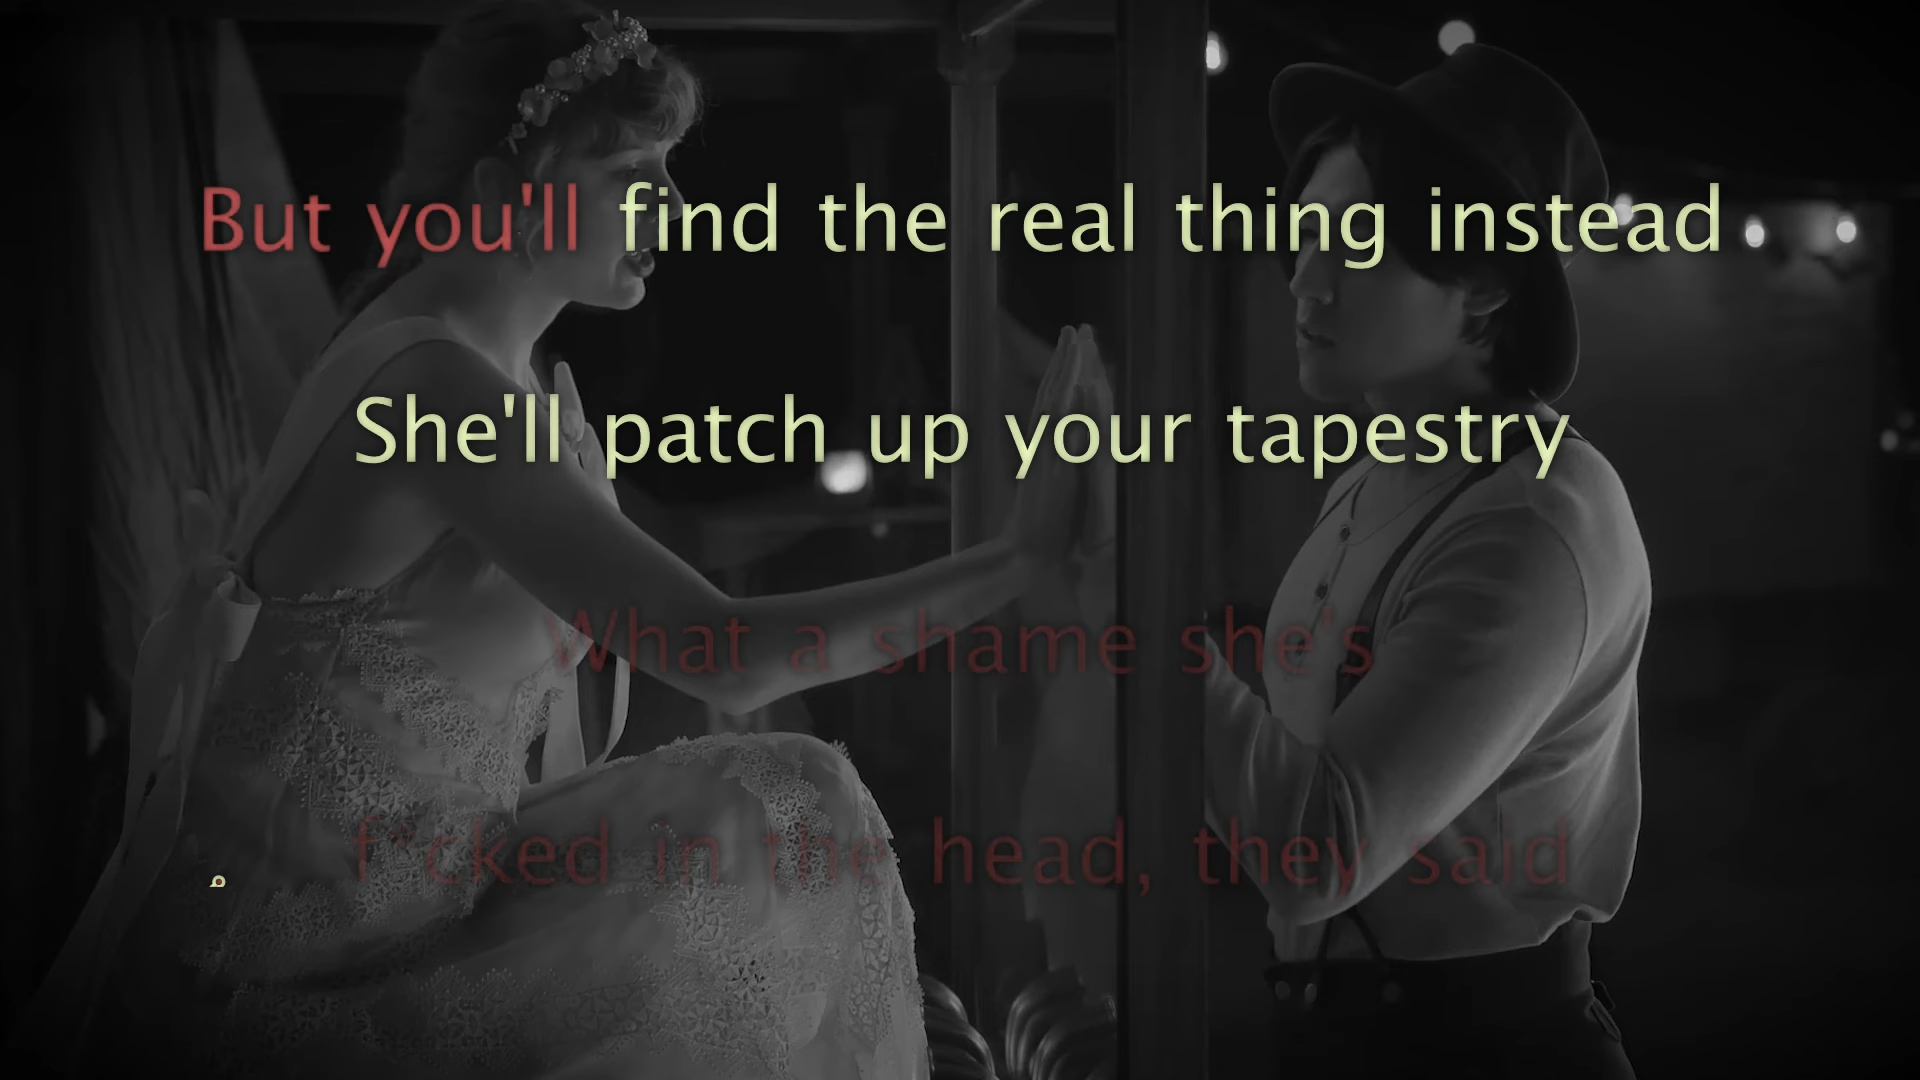 But you'll find the real thing instead
She'll patch up your tapestry
What a shame she's
f*cked in the head, they said